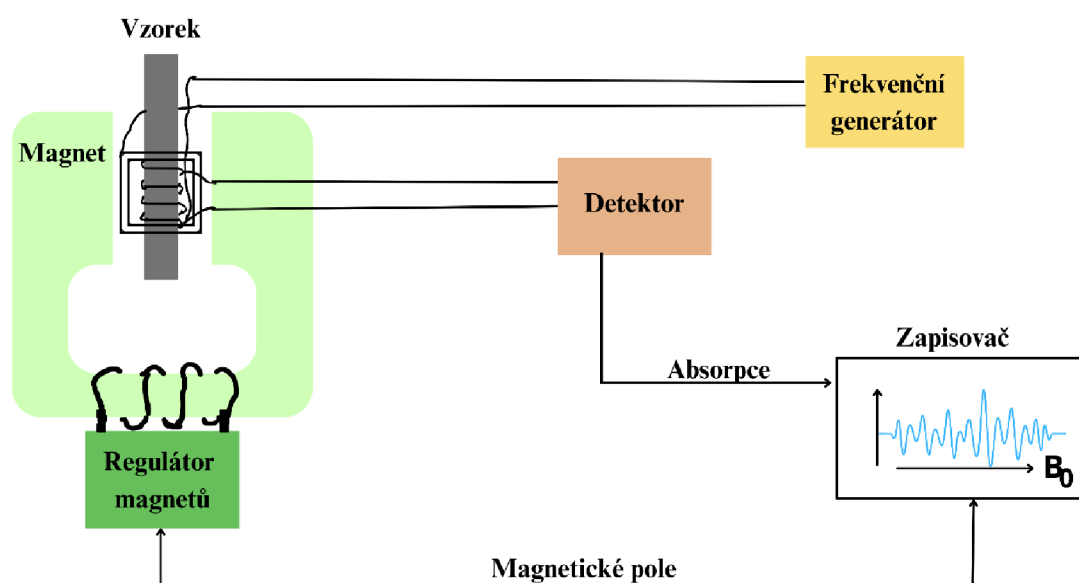 Vzorek
Frekvenční
generátor
Magnet
Detektor
Zapisovač
Absorpce
B0
Regulátor
magnetů
Magnetické pole